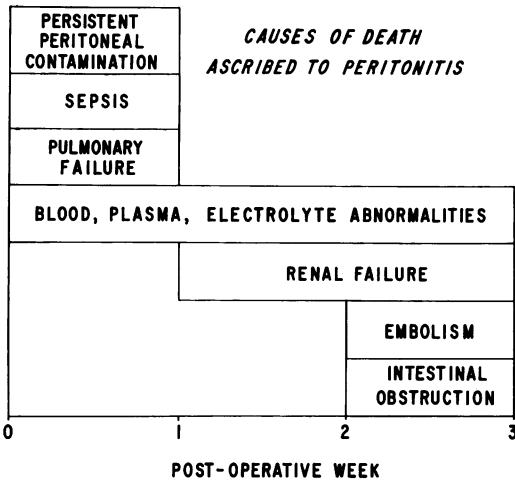 PERSISTENT
PERITONEAL
CONTAMINATION
CAUSES OF DEATH
ASCRIBED TO PERITONITIS
SEPSIS
PULMONARY
FAILURE
BLOOD, PLASMA, ELECTROLYTE ABNORMALITIES
RENAL FAILURE
EMBOLISM
INTESTINAL
OBSTRUCTION
0 1 2 3
POST-OPERATIVE WEEK